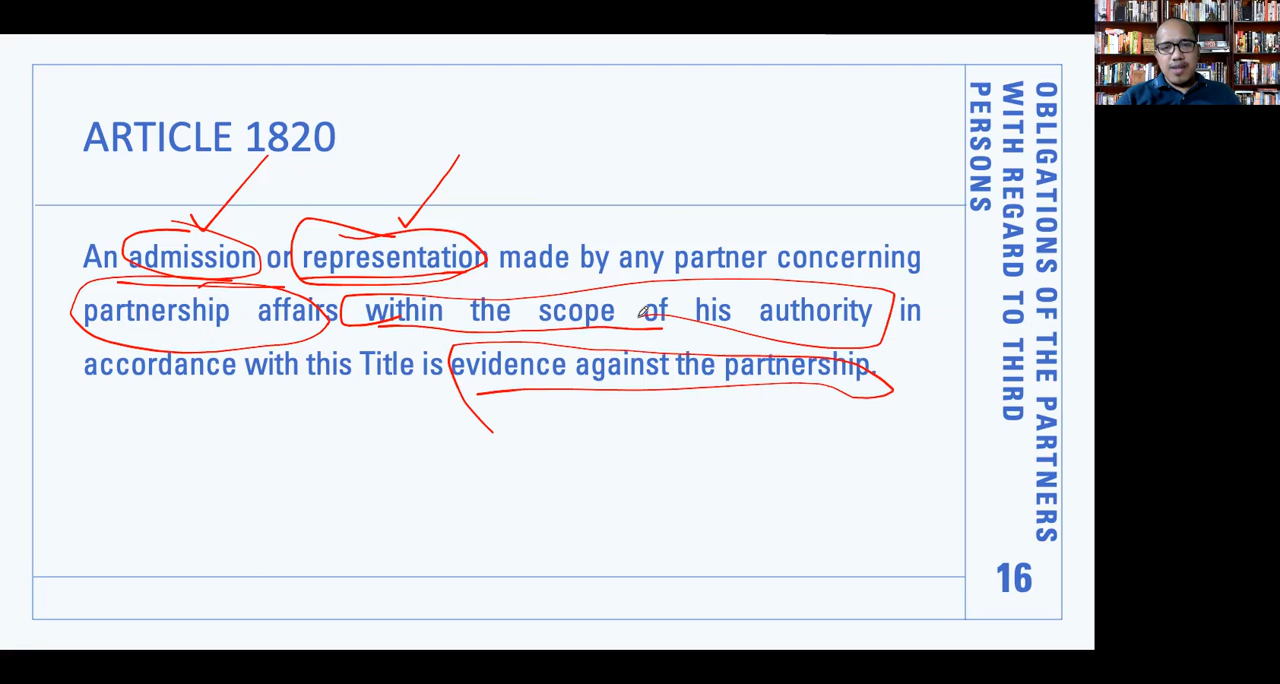 ARTICLE 1820
An admission or representation made by any partner concerning
partnership affairs within the scope of his authority in
accordance with this Title is evidence against the partnership.
OBLIGATIONS OF THE PARTNERS
WITH REGARD TO THIRD
PERSONS
16